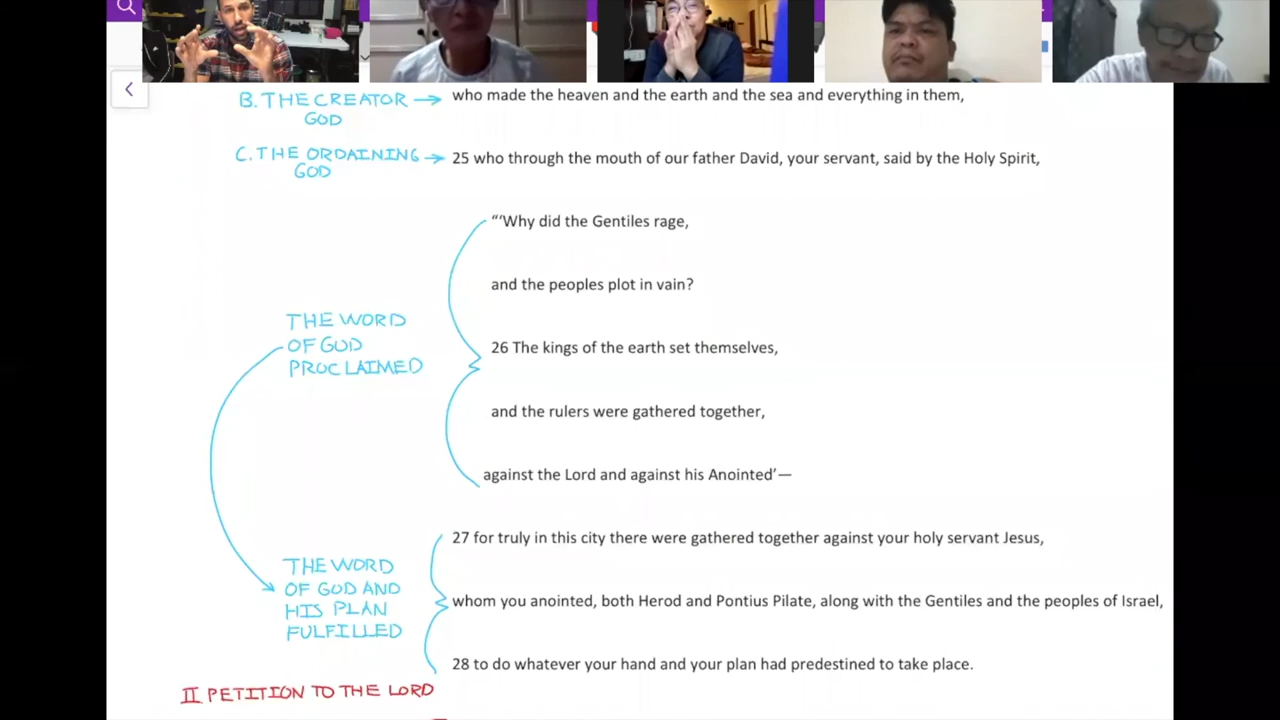 B. THE CREATOR → who made the heaven and the earth and the sea and everything in them,
GOD
C. THE ORDAINING → 25 who through the mouth of our father David, your servant, said by the Holy Spirit,
GOD
“‘Why did the Gentiles rage,
and the peoples plot in vain?
THE WORD
OF GOD
PROCLAIMED
26 The kings of the earth set themselves,
and the rulers were gathered together,
against the Lord and against his Anointed’—
27 for truly in this city there were gathered together against your holy servant Jesus,
THE WORD
OF GOD AND
HIS PLAN
FULFILLED
whom you anointed, both Herod and Pontius Pilate, along with the Gentiles and the peoples of Israel,
28 to do whatever your hand and your plan had predestined to take place.
II PETITION TO THE LORD